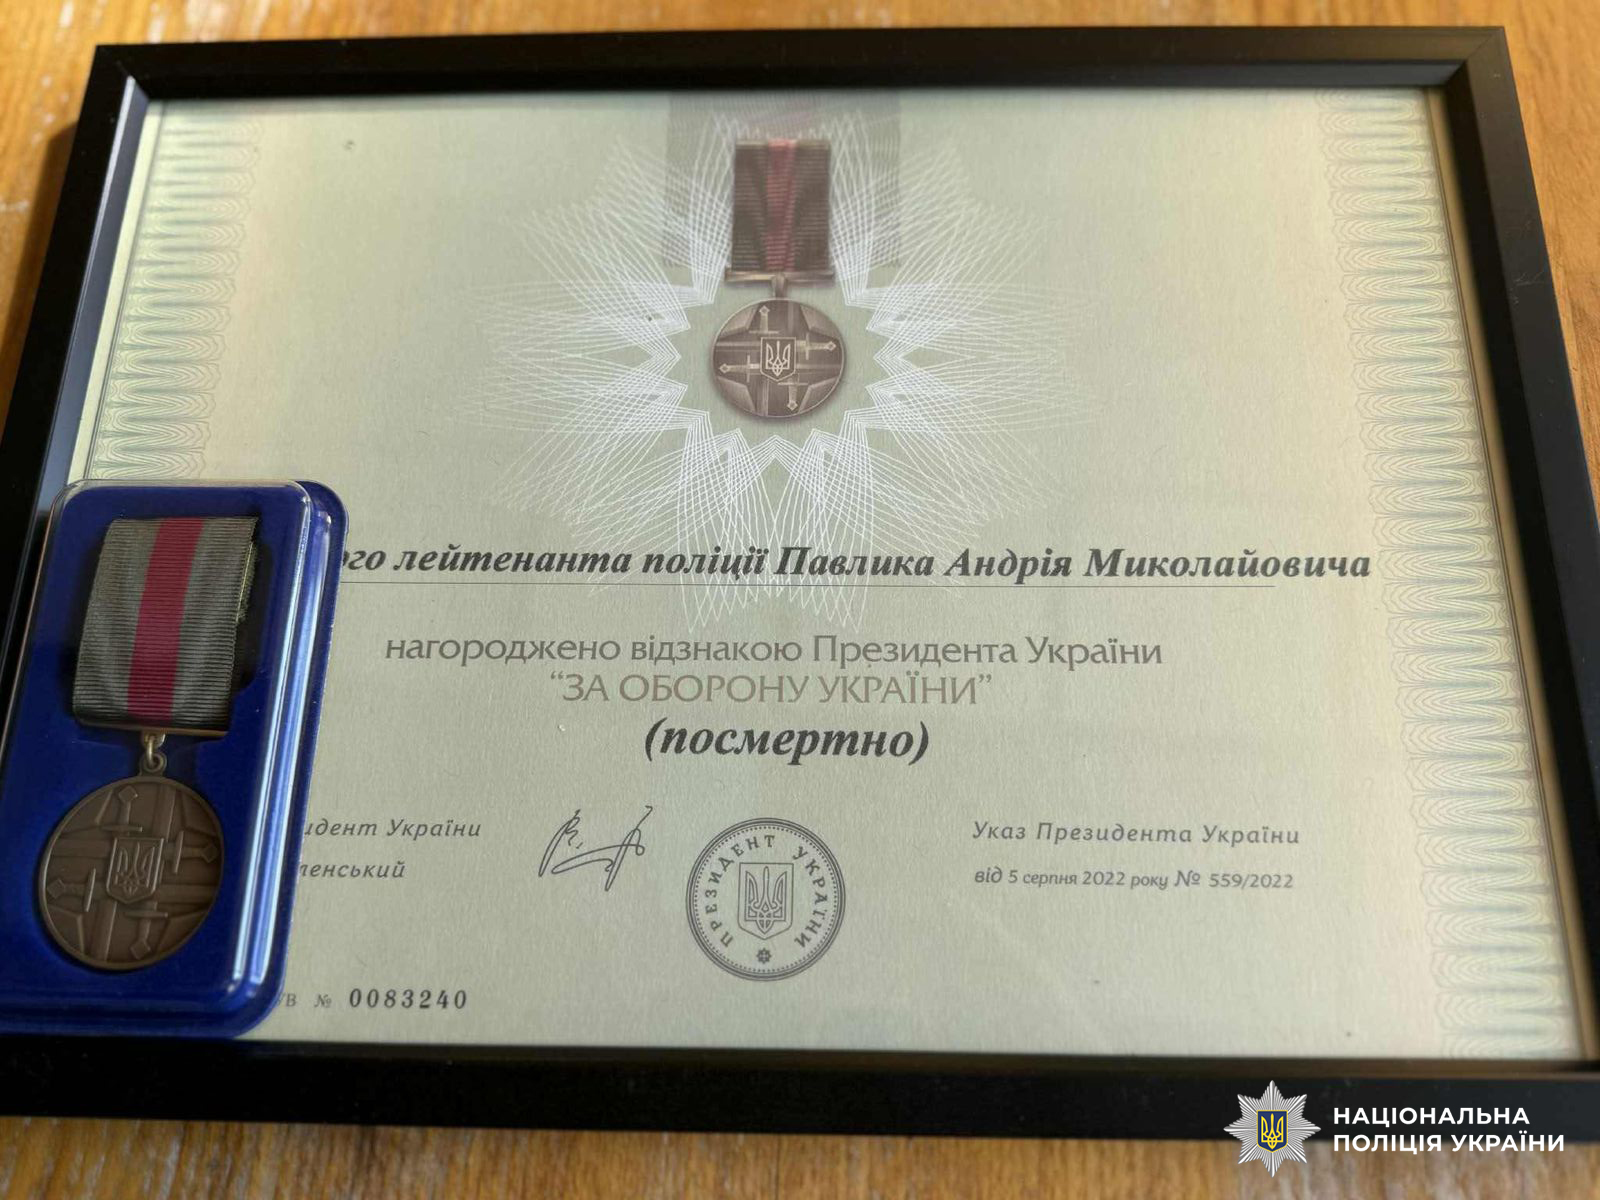 лейтенанта поліції Павлика Андрія Миколайовича
нагороджено відзнакою Президента України
“ЗА ОБОРОНУ УКРАЇНИ”
(посмертно)
України
ПРЕЗИДЕНТ УКРАЇНИ
Указ Президента України
від 5 серпня 2022 року № 559/2022
№ 0083240
НАЦІОНАЛЬНА
ПОЛІЦІЯ УКРАЇНИ